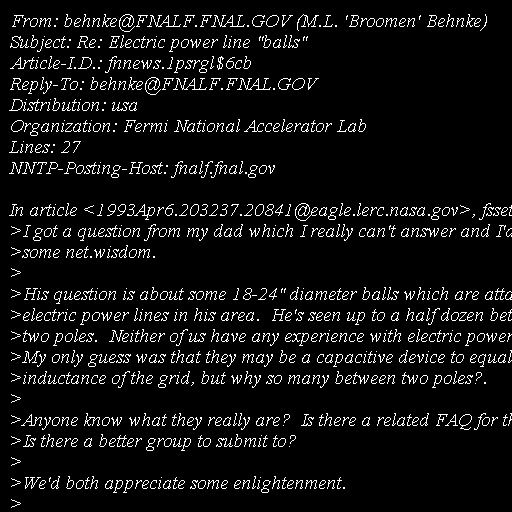 From: behnke@FNALF.FNAL.GOV (M.L. 'Broomen' Behnke)
Subject: Re: Electric power line "balls"
Article-I.D.: fnnews.1psrgl$6cb
Reply-To: behnke@FNALF.FNAL.GOV
Distribution: usa
Organization: Fermi National Accelerator Lab
Lines: 27
NNTP-Posting-Host: fnalf.fnal.gov

In article <1993Apr6.203237.20841@eagle.lerc.nasa.gov>,
>I got a question from my dad which I really can't answer and
>some net.wisdom.
>
>His question is about some 18-24" diameter balls which are
>electric power lines in his area.  He's seen up to a half dozen
>two poles.  Neither of us have any experience with electric power
>My only guess was that they may be a capacitive device to
>inductance of the grid, but why so many between two poles?.
>
>Anyone know what they really are?  Is there a related FAQ for
>Is there a better group to submit to?
>
>We'd both appreciate some enlightenment.
>